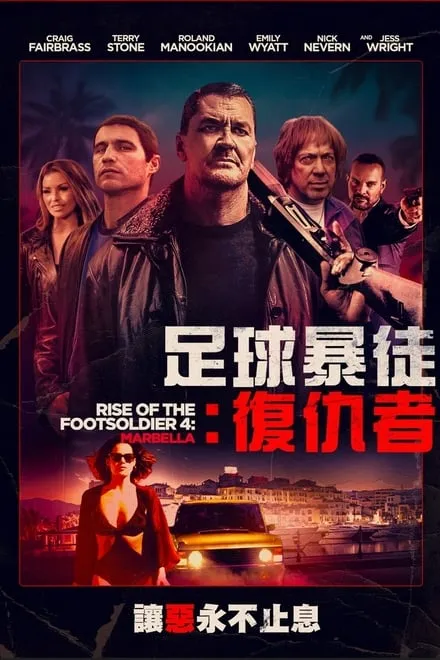 CRAIG FAIRBRASS TERRY STONE ROLAND MANOOKIAN EMILY WYATT NICK NEVERN AND JESS WRIGHT
足球暴徒
RISE OF THE
FOOTSOLDIER 4:
MARBELLA
:復仇者
讓惡永不止息